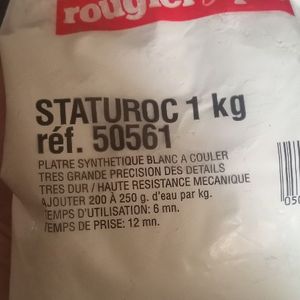 rougier
STATUROC 1 kg
réf. 50561
PLATRE SYNTHETIQUE BLANC A COULER
TRES GRANDE PRECISION DES DETAILS
TRES DUR / HAUTE RESISTANCE MECANIQUE
AJOUTER 200 À 250 g. d'eau par kg.
TEMPS D'UTILISATION: 6 mn.
TEMPS DE PRISE: 12 mn.